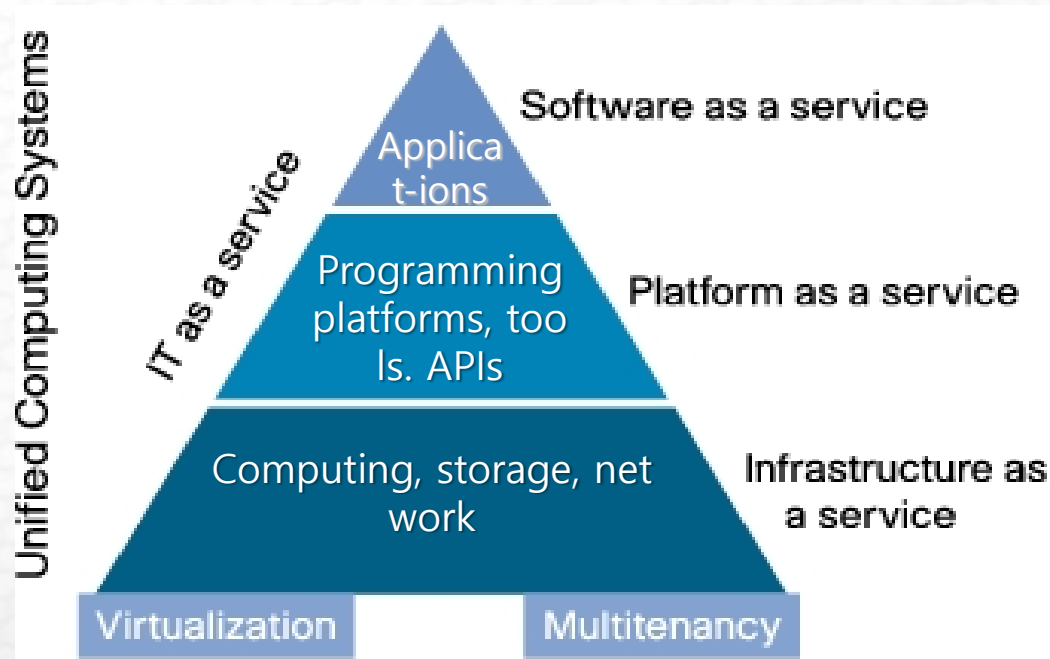 Unified Computing Systems
IT as a service
Applica
t-ions
Software as a service
Programming
platforms, too
ls. APIs
Platform as a service
Computing, storage, net
work
Infrastructure as
a service
Virtualization
Multitenancy